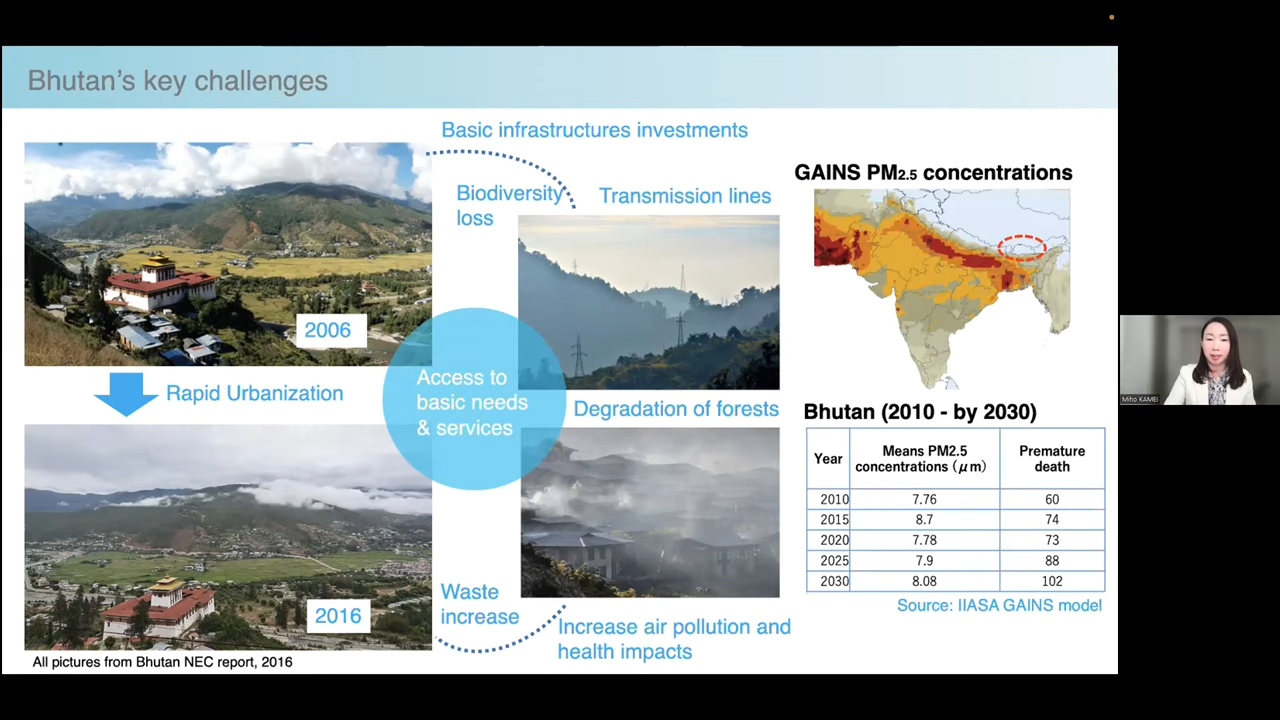 Bhutan's key challenges
Basic infrastructures investments
Biodiversity
loss
Transmission lines
2006
Rapid Urbanization
Access to
basic needs
& services
Degradation of forests
2016
Waste
increase
Increase air pollution and
health impacts
All pictures from Bhutan NEC report, 2016
GAINS PM2.5 concentrations
Bhutan (2010 - by 2030)
Year Means PM2.5 concentrations (μm) Premature death
2010 7.76 60
2015 8.7 74
2020 7.78 73
2025 7.9 88
2030 8.08 102
Source: IIASA GAINS model
Miho KAMEI